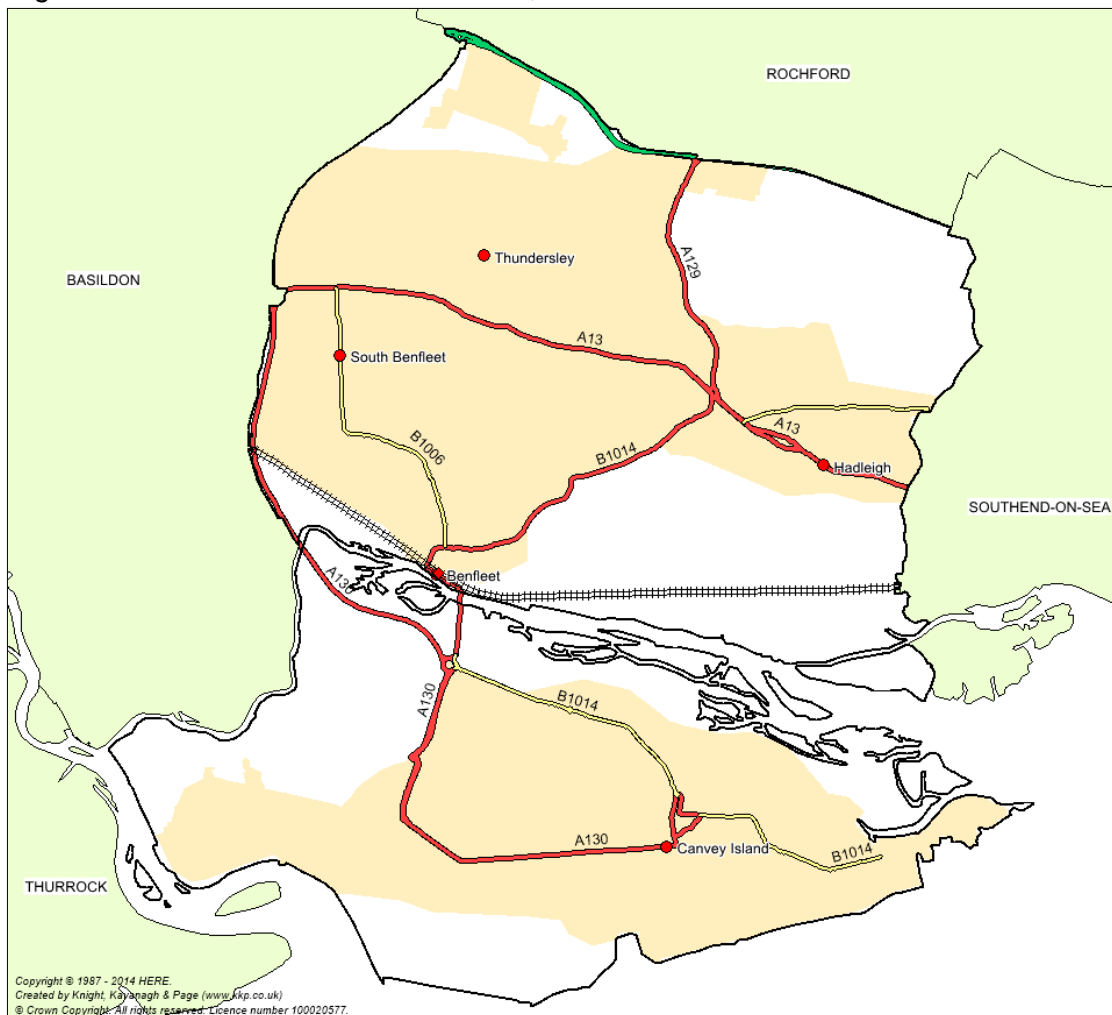 ROCHFORD
BASILDON
Thundersley
A129
A13
South Benfleet
B1006
B1014
A13
Hadleigh
SOUTHEND-ON-SEA
Benfleet
A130
A130
B1014
A130
Canvey Island
B1014
THURROCK
Copyright © 1987 - 2014 HERE.
Created by Knight, Kavanagh & Page (www.kkp.co.uk)
© Crown Copyright. All rights reserved. Licence number 100020577.